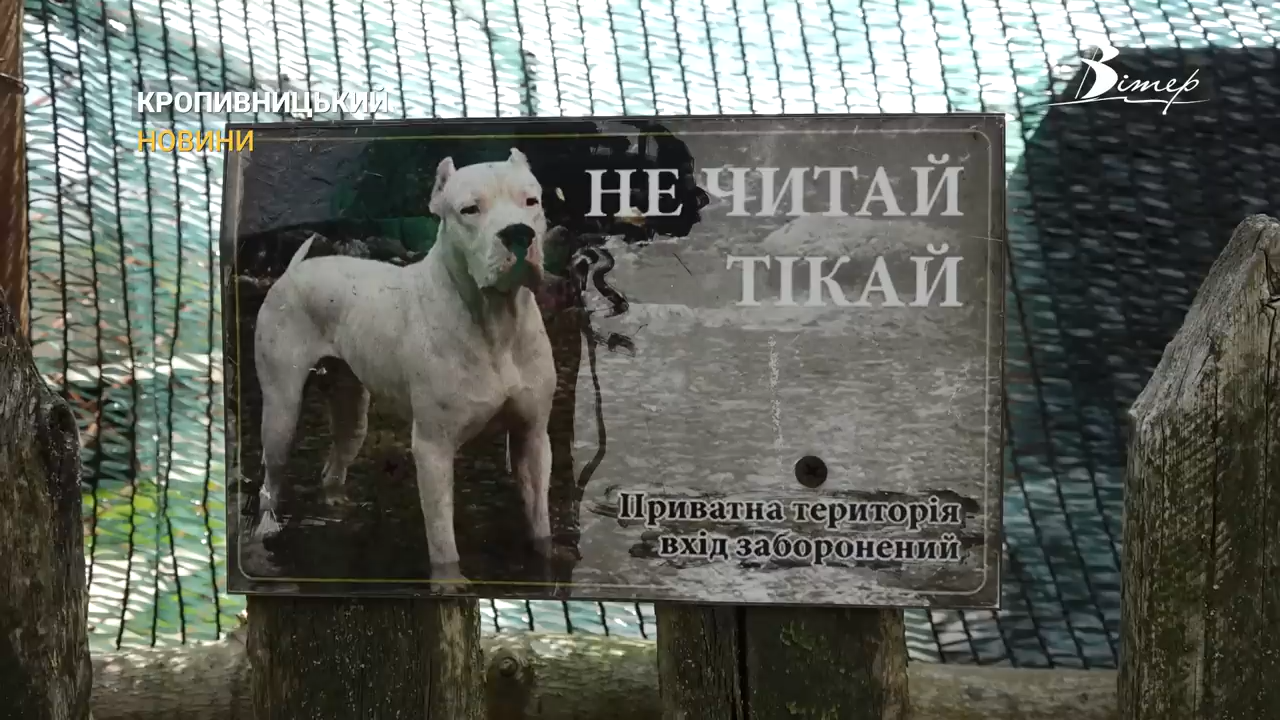 КРОПИВНИЦЬКИЙ
НОВИНИ
Вітер
НЕ ЧИТАЙ
ТІКАЙ
Приватна територія
вхід заборонений